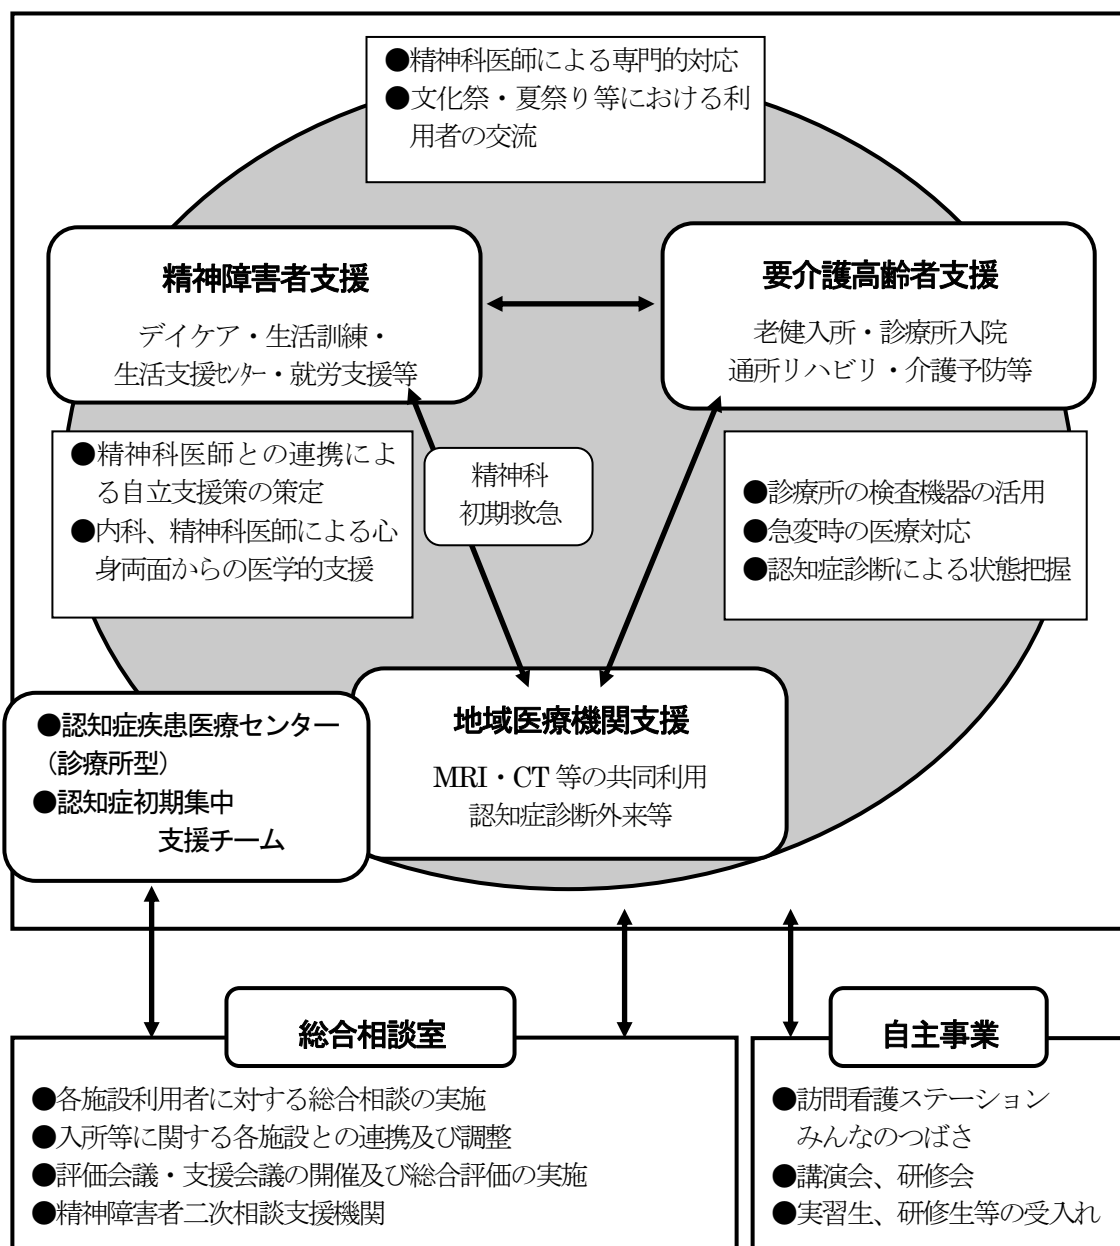 ●精神科医師による専門的対応
●文化祭・夏祭り等における利
用者の交流
精神障害者支援
デイケア・生活訓練・
生活支援ｾﾝﾀｰ・就労支援等
要介護高齢者支援
老健入所・診療所入院
通所リハビリ・介護予防等
●精神科医師との連携によ
る自立支援策の策定
●内科、精神科医師による心
身両面からの医学的支援
精神科
初期救急
●診療所の検査機器の活用
●急変時の医療対応
●認知症診断による状態把握
●認知症疾患医療センター
（診療所型）
●認知症初期集中
支援チーム
地域医療機関支援
MRI・CT 等の共同利用
認知症診断外来等
総合相談室
●各施設利用者に対する総合相談の実施
●入所等に関する各施設との連携及び調整
●評価会議・支援会議の開催及び総合評価の実施
●精神障害者二次相談支援機関
自主事業
●訪問看護ステーション
みんなのつばさ
●講演会、研修会
●実習生、研修生等の受入れ